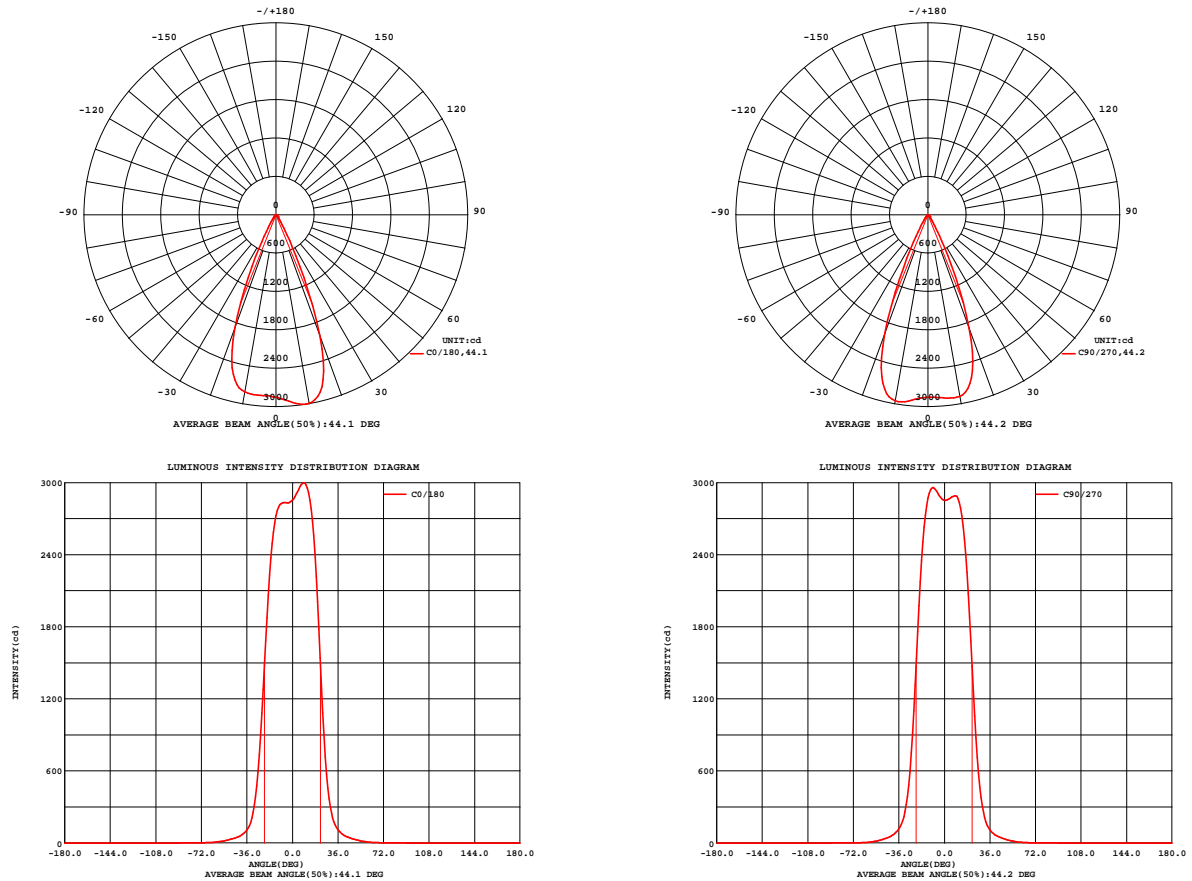 -/+180
-150 150
-120 120
-90 90
0
600
1200
-60 60
1800
UNIT:cd
C0/180,44.1
2400
-30 30
3000
0
AVERAGE BEAM ANGLE(50%):44.1 DEG
-/+180
-150 150
-120 120
-90 90
0
600
1200
-60 60
1800
UNIT:cd
C90/270,44.2
2400
-30 30
3000
0
AVERAGE BEAM ANGLE(50%):44.2 DEG
LUMINOUS INTENSITY DISTRIBUTION DIAGRAM
3000
C0/180
2400
1800
INTENSITY(cd)
1200
600
0
-180.0 -144.0 -108.0 -72.0 -36.0 0.0 36.0 72.0 108.0 144.0 180.0
ANGLE(DEG)
AVERAGE BEAM ANGLE(50%):44.1 DEG
LUMINOUS INTENSITY DISTRIBUTION DIAGRAM
3000
C90/270
2400
1800
INTENSITY(cd)
1200
600
0
-180.0 -144.0 -108.0 -72.0 -36.0 0.0 36.0 72.0 108.0 144.0 180.0
ANGLE(DEG)
AVERAGE BEAM ANGLE(50%):44.2 DEG